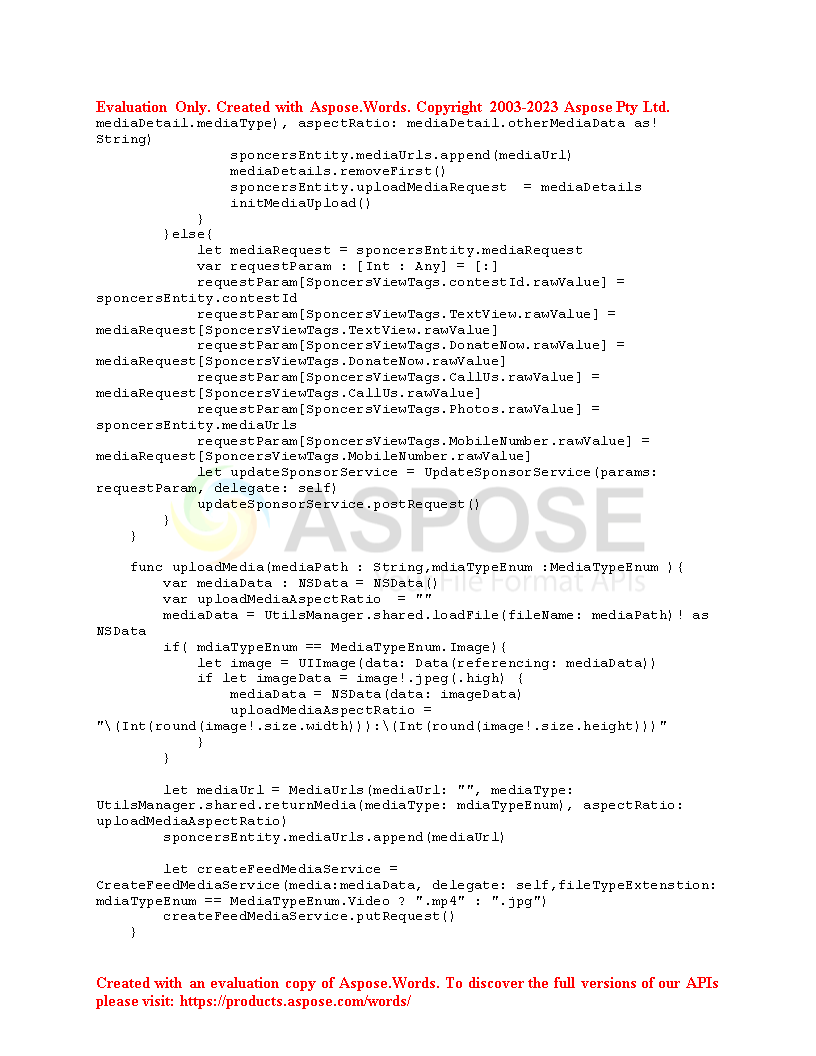 Evaluation Only. Created with Aspose.Words. Copyright 2003-2023 Aspose Pty Ltd.
mediaDetail.mediaType), aspectRatio: mediaDetail.otherMediaData as!
String)
                sponcersEntity.mediaUrls.append(mediaUrl)
                mediaDetails.removeFirst()
                sponcersEntity.uploadMediaRequest  = mediaDetails
                initMediaUpload()
            }
        }else{
            let mediaRequest = sponcersEntity.mediaRequest
            var requestParam : [Int : Any] = [:]
            requestParam[SponcersViewTags.contestId.rawValue] =
sponcersEntity.contestId
            requestParam[SponcersViewTags.TextView.rawValue] =
mediaRequest[SponcersViewTags.TextView.rawValue]
            requestParam[SponcersViewTags.DonateNow.rawValue] =
mediaRequest[SponcersViewTags.DonateNow.rawValue]
            requestParam[SponcersViewTags.CallUs.rawValue] =
mediaRequest[SponcersViewTags.CallUs.rawValue]
            requestParam[SponcersViewTags.Photos.rawValue] =
sponcersEntity.mediaUrls
            requestParam[SponcersViewTags.MobileNumber.rawValue] =
mediaRequest[SponcersViewTags.MobileNumber.rawValue]
            let updateSponsorService = UpdateSponsorService(params:
requestParam, delegate: self)
            updateSponsorService.postRequest()
        }
    }
ASPOSE
    func uploadMedia(mediaPath : String,mdiaTypeEnum :MediaTypeEnum ){
        var mediaData : NSData = NSData()
File Format APIs
        var uploadMediaAspectRatio  = ""
        mediaData = UtilsManager.shared.loadFile(fileName: mediaPath)! as
NSData
        if( mdiaTypeEnum == MediaTypeEnum.Image){
            let image = UIImage(data: Data(referencing: mediaData))
            if let imageData = image!.jpeg(.high) {
                mediaData = NSData(data: imageData)
                uploadMediaAspectRatio =
"\(Int(round(image!.size.width))):\(Int(round(image!.size.height)))"
            }
        }

        let mediaUrl = MediaUrls(mediaUrl: "", mediaType:
UtilsManager.shared.returnMedia(mediaType: mdiaTypeEnum), aspectRatio:
uploadMediaAspectRatio)
        sponcersEntity.mediaUrls.append(mediaUrl)

        let createFeedMediaService =
CreateFeedMediaService(media:mediaData, delegate: self,fileTypeExtenstion:
mdiaTypeEnum == MediaTypeEnum.Video ? ".mp4" : ".jpg")
        createFeedMediaService.putRequest()
    }
Created with an evaluation copy of Aspose.Words. To discover the full versions of our APIs
please visit: https://products.aspose.com/words/